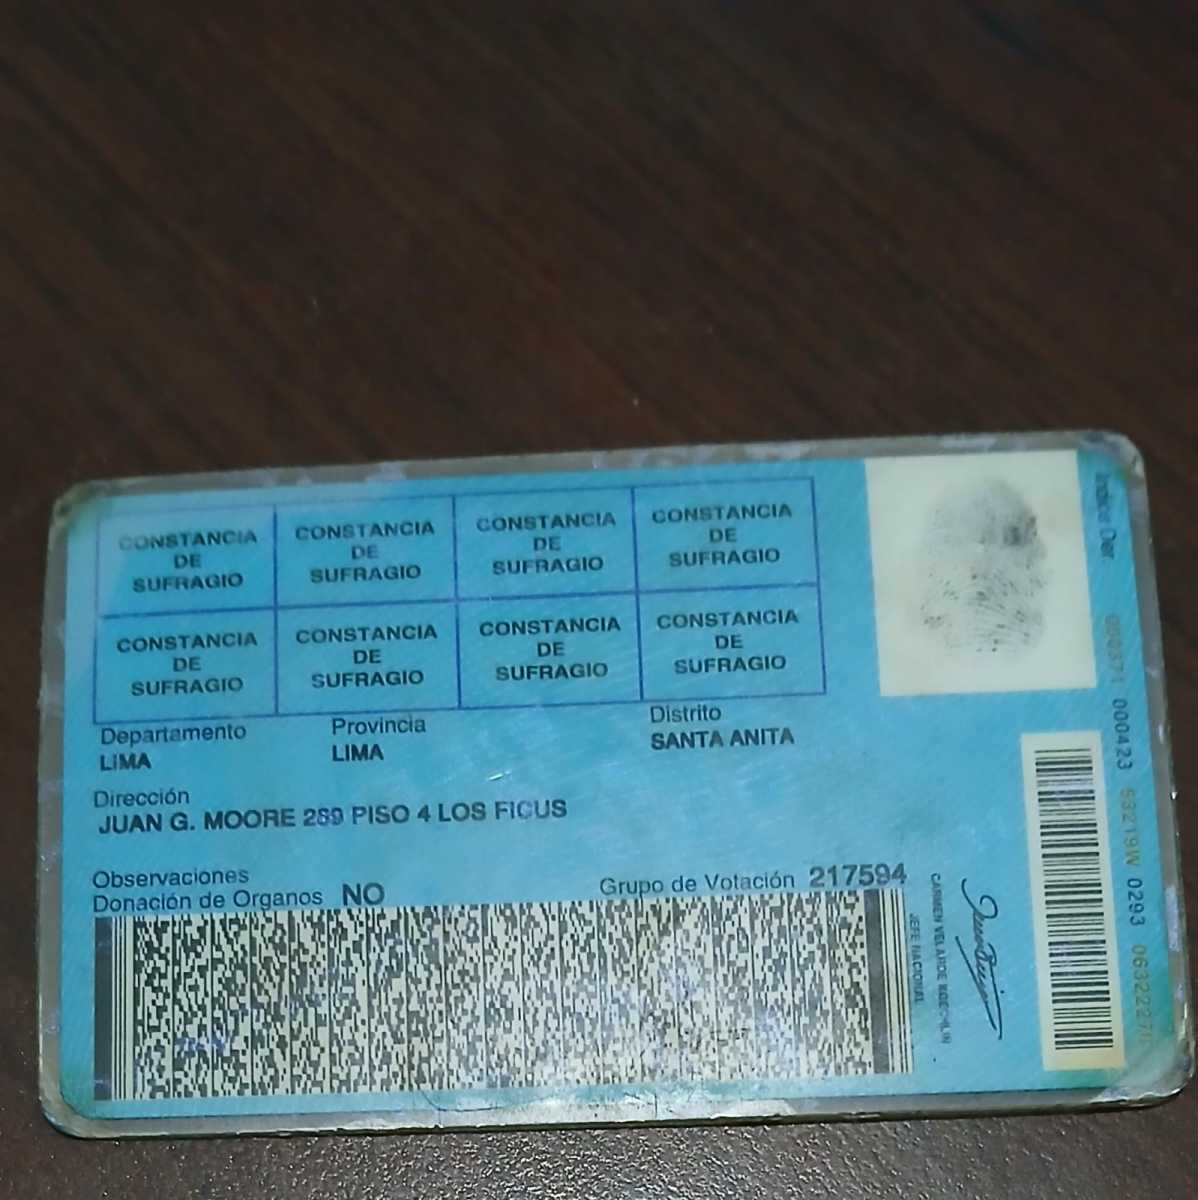 CONSTANCIA DE SUFRAGIO
CONSTANCIA DE SUFRAGIO
CONSTANCIA DE SUFRAGIO
CONSTANCIA DE SUFRAGIO
CONSTANCIA DE SUFRAGIO
CONSTANCIA DE SUFRAGIO
CONSTANCIA DE SUFRAGIO
CONSTANCIA DE SUFRAGIO
Departamento Provincia Distrito
LIMA LIMA SANTA ANITA
Dirección
JUAN G. MOORE 289 PISO 4 LOS FICUS
Observaciones
Donación de Organos NO Grupo de Votación 217594
CARMEN VELARDE KOECHLIN
JEFE NACIONAL
Indice Der
000423 53219W 0293